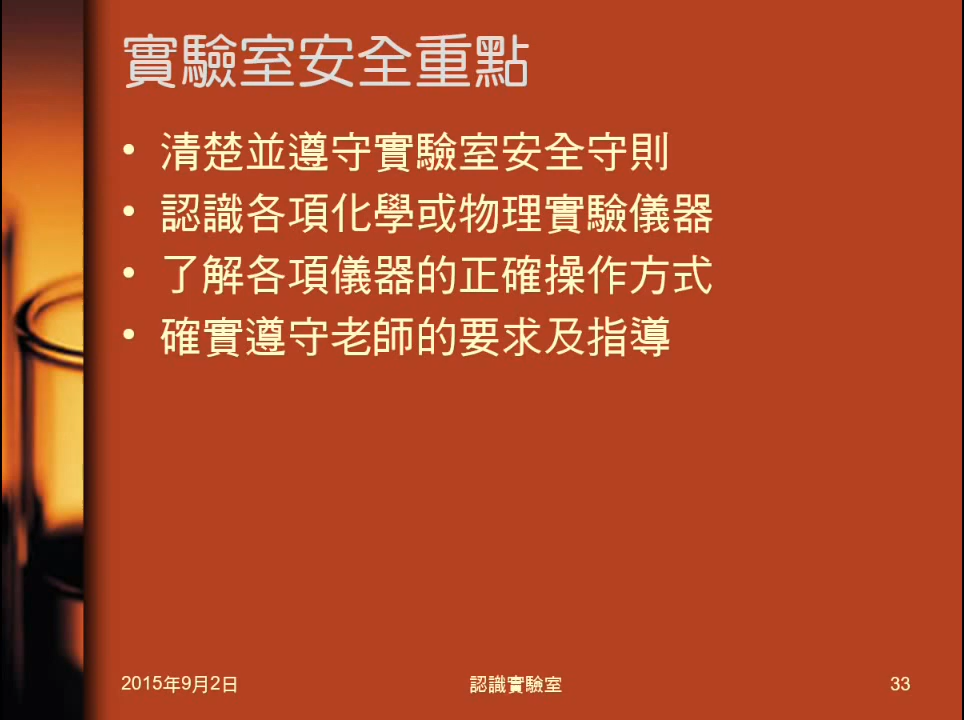 實驗室安全重點
• 清楚並遵守實驗室安全守則
• 認識各項化學或物理實驗儀器
• 了解各項儀器的正確操作方式
• 確實遵守老師的要求及指導
2015年9月2日
認識實驗室
33